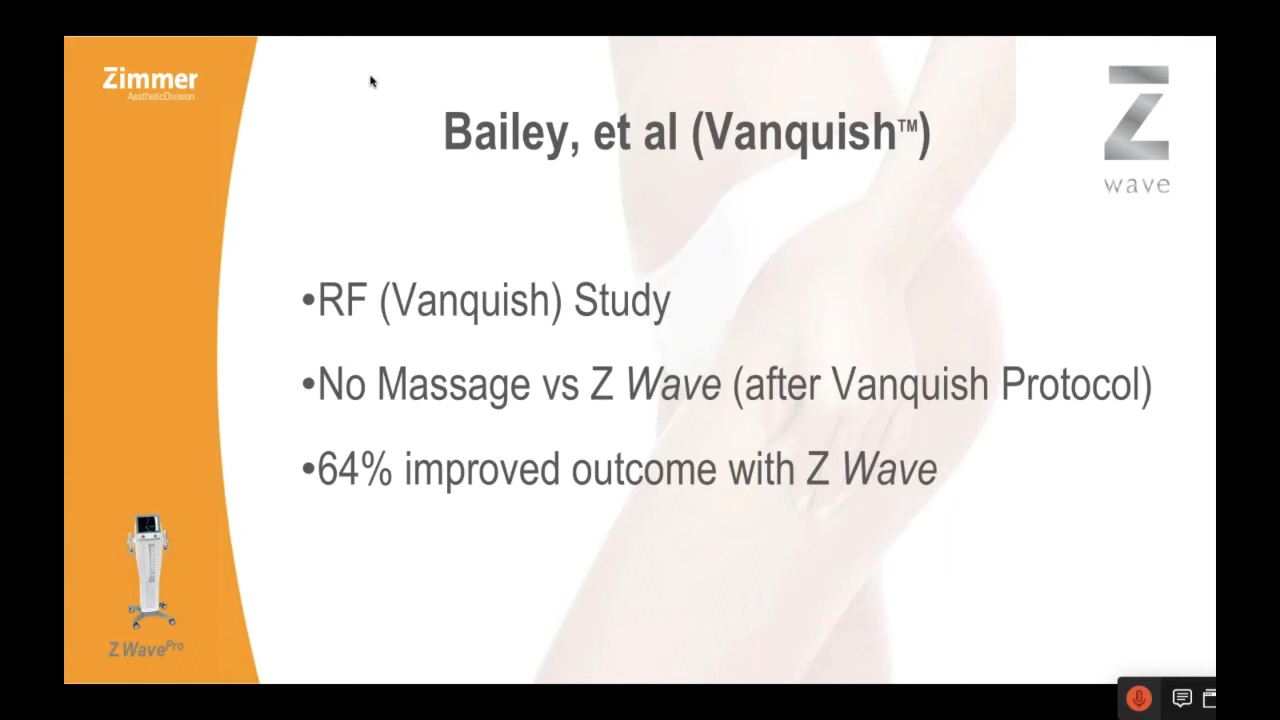 Zimmer
AestheticDivision
Z
wave
Bailey, et al (Vanquish™)
•RF (Vanquish) Study
•No Massage vs Z Wave (after Vanquish Protocol)
•64% improved outcome with Z Wave
Z WavePro